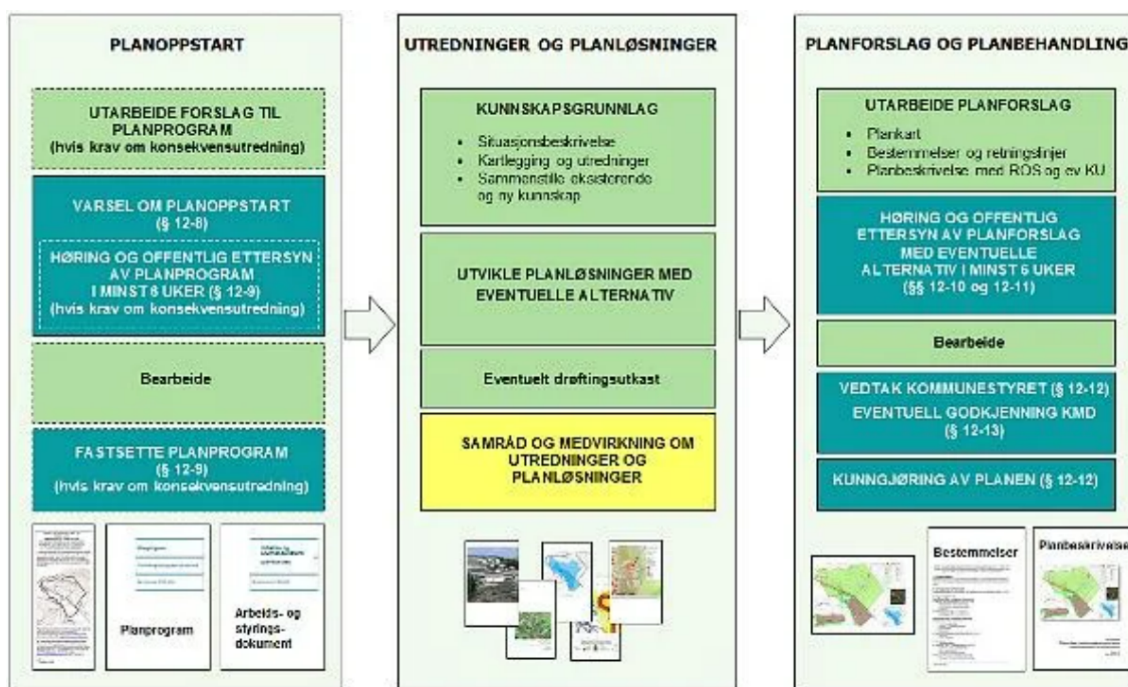 PLANOPPSTART
UTARBEIDE FORSLAG TIL
PLANPROGRAM
(hvis krav om konsekvensutredning)
VARSEL OM PLANOPPSTART
(§ 12-8)
HØRING OG OFFENTLIG ETTERSYN
AV PLANPROGRAM
I MINST 6 UKER (§ 12-9)
(hvis krav om konsekvensutredning)
Bearbeide
FASTSETTE PLANPROGRAM
(§ 12-9)
(hvis krav om konsekvensutredning)
Planprogram
Arbeids- og
styrings-
dokument
UTREDNINGER OG PLANLØSNINGER
KUNNSKAPSGRUNNLAG
• Situasjonsbeskrivelse
• Kartlegging og utredninger
• Sammenstille eksisterende
og ny kunnskap
UTVIKLE PLANLØSNINGER MED
EVENTUELLE ALTERNATIV
Eventuelt drøftingsutkast
SAMRÅD OG MEDVIRKNING OM
UTREDNINGER OG
PLANLØSNINGER
PLANFORSLAG OG PLANBEHANDLING
UTARBEIDE PLANFORSLAG
• Plankart
• Bestemmelser og retningslinjer
• Planbeskrivelse med ROS og ev KU
HØRING OG OFFENTLIG
ETTERSYN AV PLANFORSLAG
MED EVENTUELLE
ALTERNATIV I MINST 6 UKER
(§§ 12-10 og 12-11)
Bearbeide
VEDTAK KOMMUNESTYRET (§ 12-12)
EVENTUELL GODKJENNING KMD
(§ 12-13)
KUNNGJØRING AV PLANEN (§ 12-12)
Bestemmelser
Planbeskrivelse